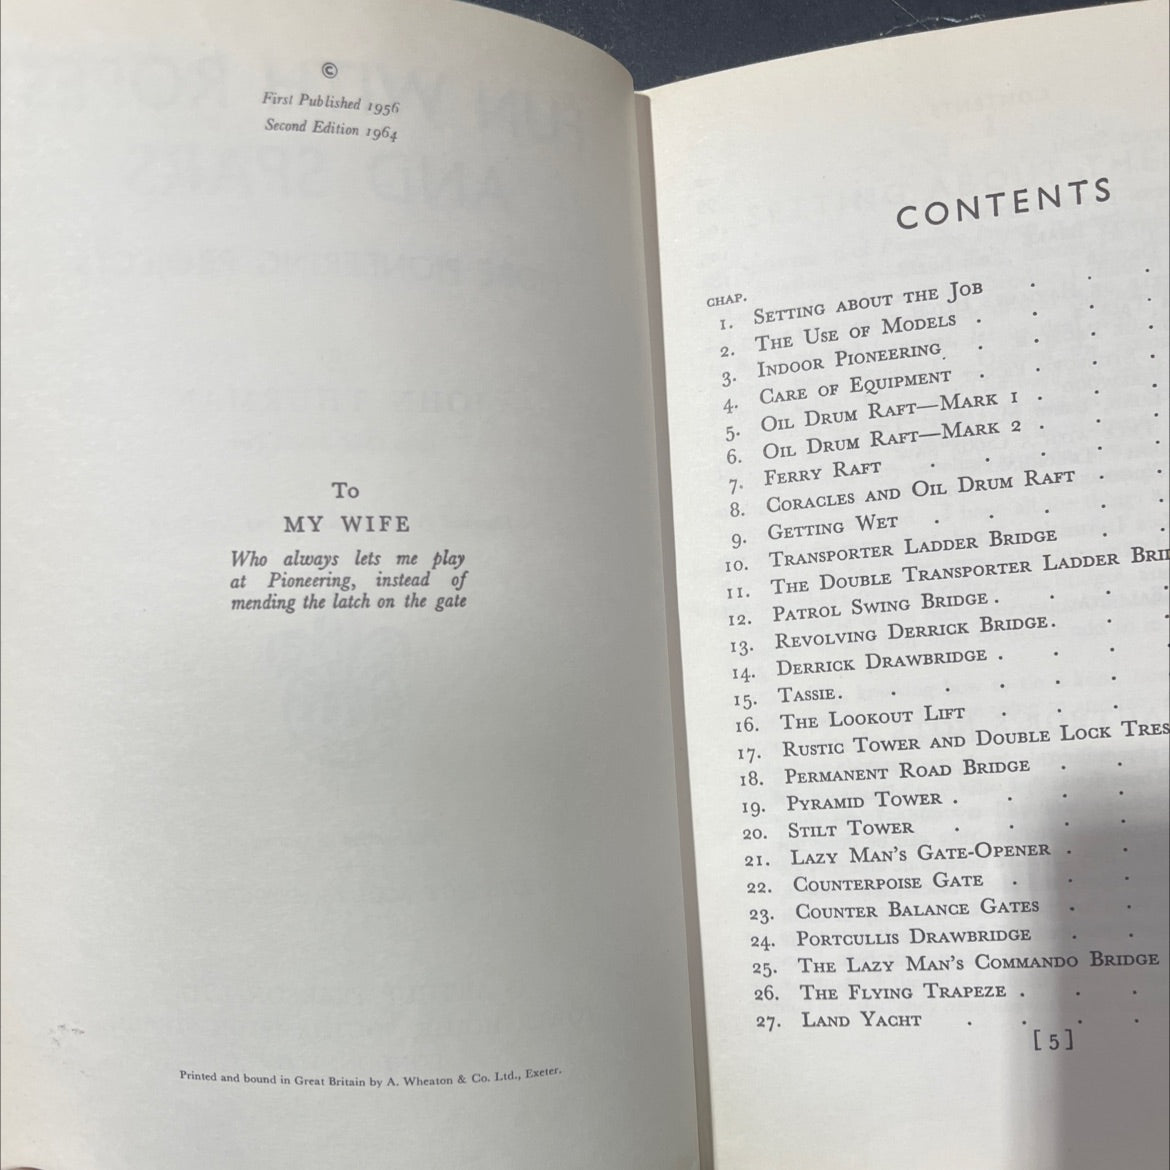 ©
First Published 1956
Second Edition 1964
To
MY WIFE
Who always lets me play
at Pioneering, instead of
mending the latch on the gate
Printed and bound in Great Britain by A. Wheaton & Co. Ltd., Exeter.
CONTENTS
CHAP.
1. SETTING ABOUT THE JOB
2. THE USE OF MODELS
3. INDOOR PIONEERING
4. CARE OF EQUIPMENT
5. OIL DRUM RAFT—MARK 1
6. OIL DRUM RAFT—MARK 2
7. FERRY RAFT
8. CORACLES AND OIL DRUM RAFT
9. GETTING WET
10. TRANSPORTER LADDER BRIDGE
11. THE DOUBLE TRANSPORTER LADDER BRI
12. PATROL SWING BRIDGE
13. REVOLVING DERRICK BRIDGE
14. DERRICK DRAWBRIDGE
15. TASSIE
16. THE LOOKOUT LIFT
17. RUSTIC TOWER AND DOUBLE LOCK TRES
18. PERMANENT ROAD BRIDGE
19. PYRAMID TOWER
20. STILT TOWER
21. LAZY MAN'S GATE-OPENER
22. COUNTERPOISE GATE
23. COUNTER BALANCE GATES
24. PORTCULLIS DRAWBRIDGE
25. THE LAZY MAN'S COMMANDO BRIDGE
26. THE FLYING TRAPEZE
27. LAND YACHT
[5]